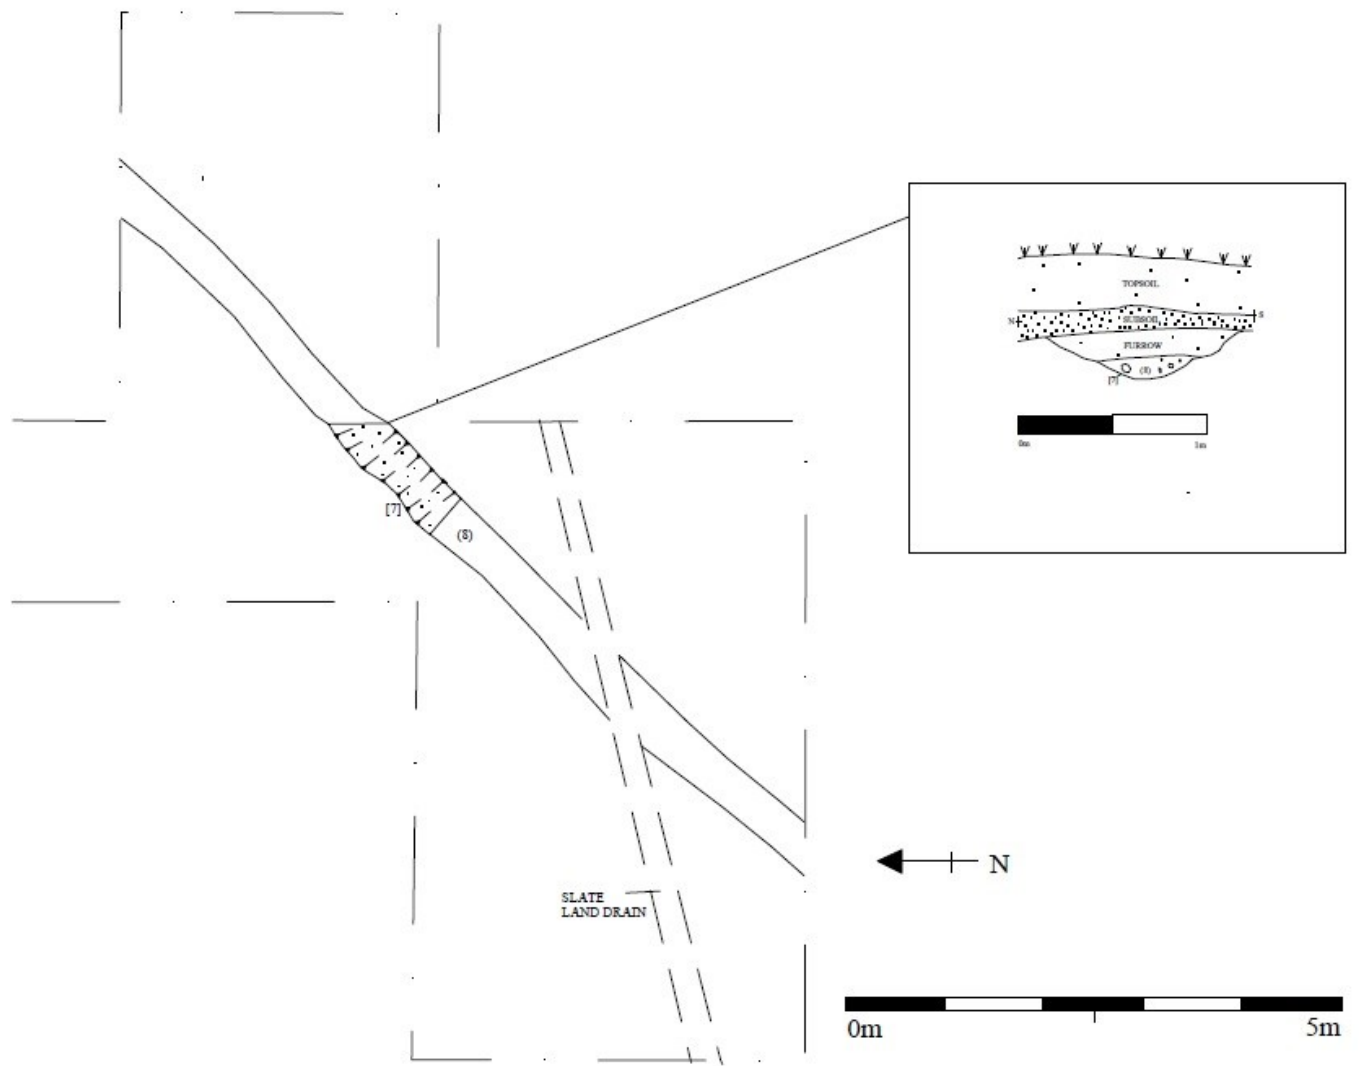 TOPSOIL
N
SUBSOIL
S
FURROW
[7]
(8)
0m
1m
[7]
(8)
N
SLATE
LAND DRAIN
0m
5m